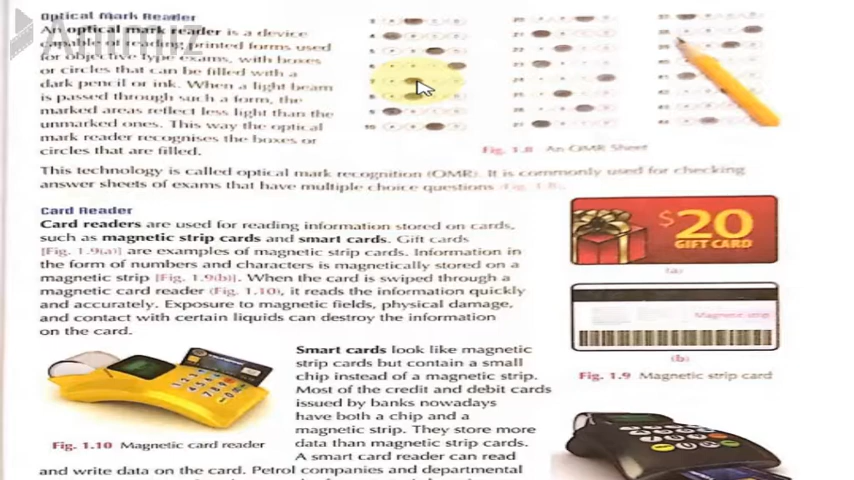 Optical Mark Reader
An optical mark reader is a device
capable of reading printed forms used
for objective type exams, with boxes
or circles that can be filled with a
dark pencil or ink. When a light beam
is passed through such a form, the
marked areas reflect less light than the
unmarked ones. This way the optical
mark reader recognises the boxes or
circles that are filled.
Fig. 1.8 An OMR Sheet
This technology is called optical mark recognition (OMR). It is commonly used for checking
answer sheets of exams that have multiple choice questions (Fig. 1.8).
Card Reader
Card readers are used for reading information stored on cards,
such as magnetic strip cards and smart cards. Gift cards
[Fig. 1.9(a)] are examples of magnetic strip cards. Information in
the form of numbers and characters is magnetically stored on a
magnetic strip [Fig. 1.9(b)]. When the card is swiped through a
magnetic card reader (Fig. 1.10), it reads the information quickly
and accurately. Exposure to magnetic fields, physical damage,
and contact with certain liquids can destroy the information
on the card.
$20
GIFT CARD
(a)
Magnetic strip
(b)
Fig. 1.9 Magnetic strip card
Smart cards look like magnetic
strip cards but contain a small
chip instead of a magnetic strip.
Most of the credit and debit cards
issued by banks nowadays
have both a chip and a
magnetic strip. They store more
data than magnetic strip cards.
A smart card reader can read
and write data on the card. Petrol companies and departmental
Fig. 1.10 Magnetic card reader